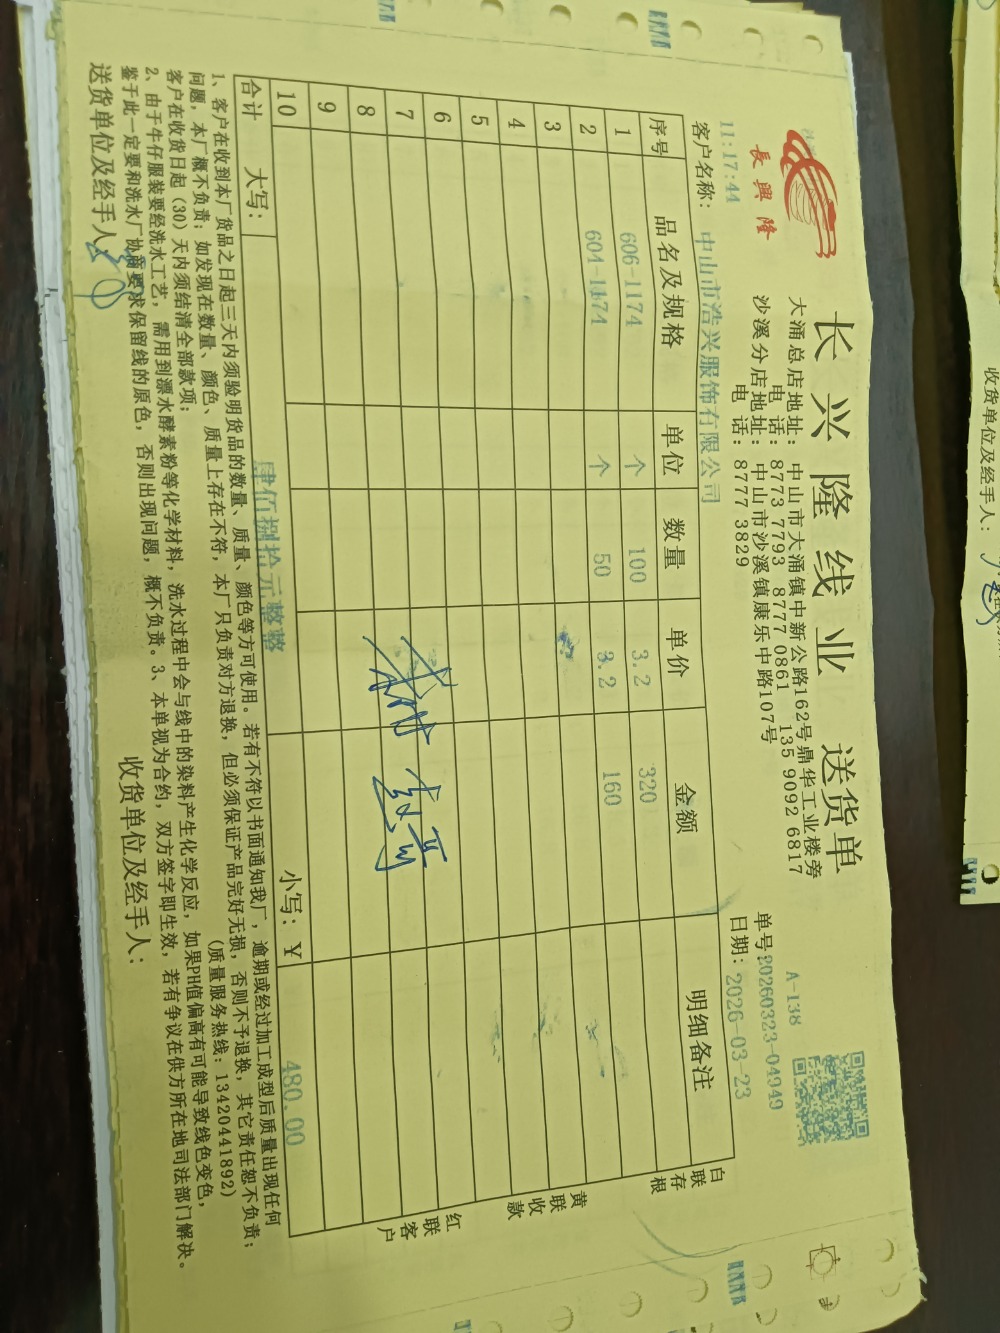 长兴隆线业 送货单
長興隆
大涌总店地址: 中山市大涌镇中新公路162号鼎华工业楼旁
电 话: 8773 7793 8777 0861 135 9092 6817
沙溪分店地址: 中山市沙溪镇康乐中路107号
电 话: 8777 3829
A-138
单号:20260323-04949
日期: 2026-03-23
11:17:44
客户名称: 中山市浩兴服饰有限公司
序号 品名及规格 单位 数量 单价 金额 明细备注
1 606-1174 个 100 3.2 320
2 604-1174 个 50 3.2 160
3
4
5
6
7
8
9
10
合计 大写: 肆佰捌拾元整整 小写: ¥ 480.00
白联存根
黄联收款
红联客户
1、客户在收到本厂货品之日起三天内须验明货品的数量、质量、颜色等方可使用。若有不符以书面通知我厂，逾期或经过加工成型后质量出现任何
问题，本厂概不负责；如发现在数量、颜色、质量上存在不符，本厂只负责对方退换，但必须保证产品完好无损，否则不予退换，其它责任恕不负责；
客户在收货日起（30）天内须结清全部款项； （质量服务热线：13420441892）
2、由于牛仔服装要经洗水工艺，需用到漂水酵素粉等化学材料，洗水过程中会与线中的染料产生化学反应，如果PH值偏高有可能导致线色变色，
鉴于此一定要和洗水厂协商要求保留线的原色，否则出现问题，概不负责。3、本单视为合约，双方签字即生效，若有争议在供方所在地司法部门解决。
送货单位及经手人: 收货单位及经手人:
收货单位及经手人: